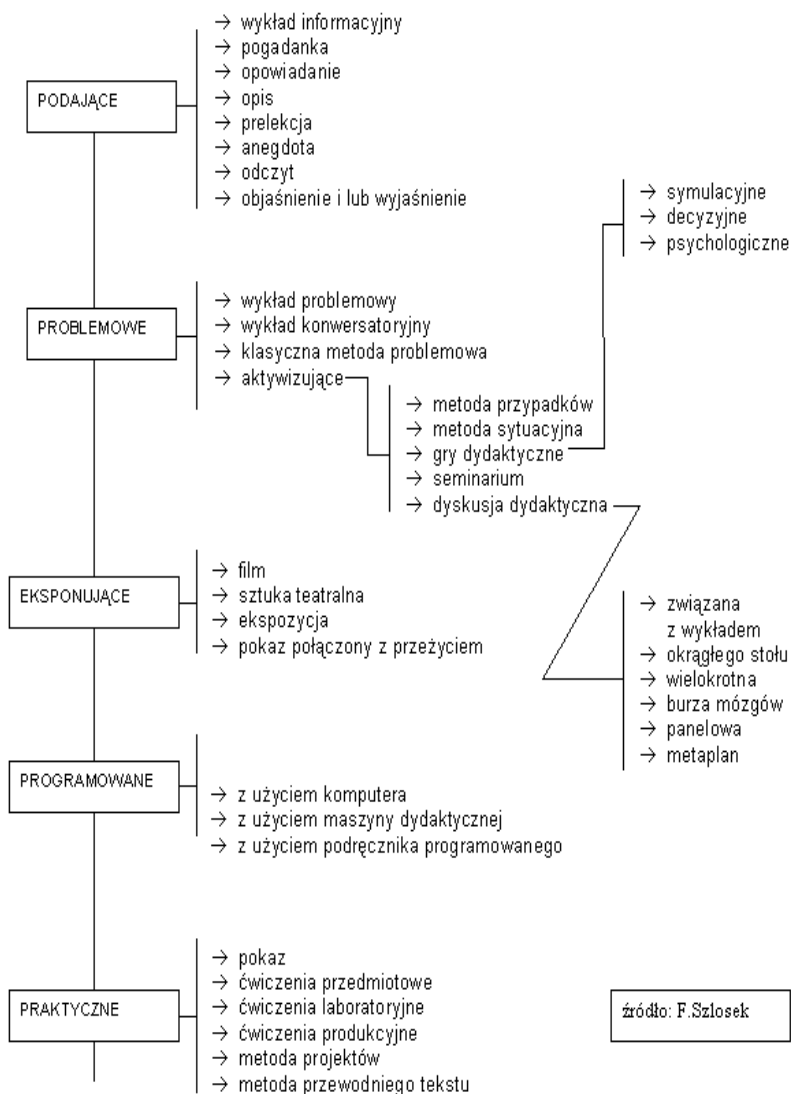 PODAJĄCE
→ wykład informacyjny
→ pogadanka
→ opowiadanie
→ opis
→ prelekcja
→ anegdota
→ odczyt
→ objaśnienie i lub wyjaśnienie
PROBLEMOWE
→ wykład problemowy
→ wykład konwersatoryjny
→ klasyczna metoda problemowa
→ aktywizujące
→ metoda przypadków
→ metoda sytuacyjna
→ gry dydaktyczne
→ seminarium
→ dyskusja dydaktyczna
→ symulacyjne
→ decyzyjne
→ psychologiczne
→ związana
z wykładem
→ okrągłego stołu
→ wielokrotna
→ burza mózgów
→ panelowa
→ metaplan
EKSPONUJĄCE
→ film
→ sztuka teatralna
→ ekspozycja
→ pokaz połączony z przeżyciem
PROGRAMOWANE
→ z użyciem komputera
→ z użyciem maszyny dydaktycznej
→ z użyciem podręcznika programowanego
PRAKTYCZNE
→ pokaz
→ ćwiczenia przedmiotowe
→ ćwiczenia laboratoryjne
→ ćwiczenia produkcyjne
→ metoda projektów
→ metoda przewodniego tekstu
źródło: F.Szlosek